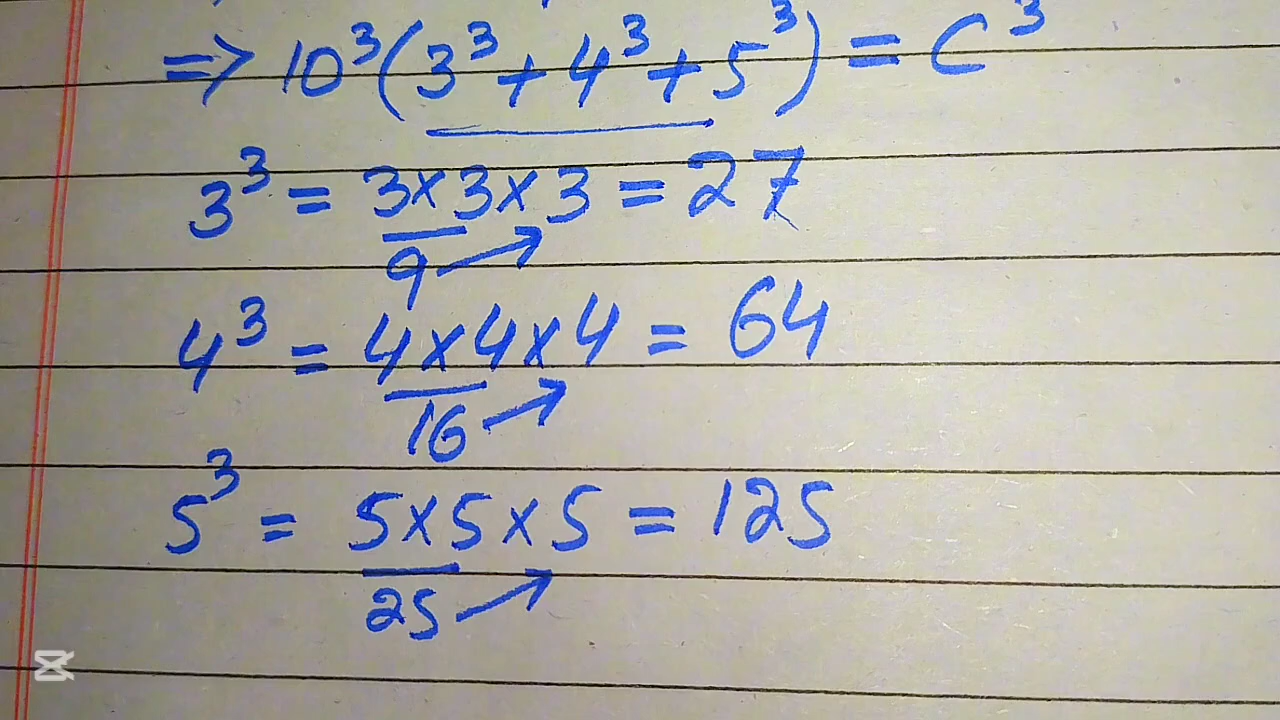 => 10³(3³+4³+5³) = C³
3³ = 3×3×3 = 27
9
4³ = 4×4×4 = 64
16
5³ = 5×5×5 = 125
25